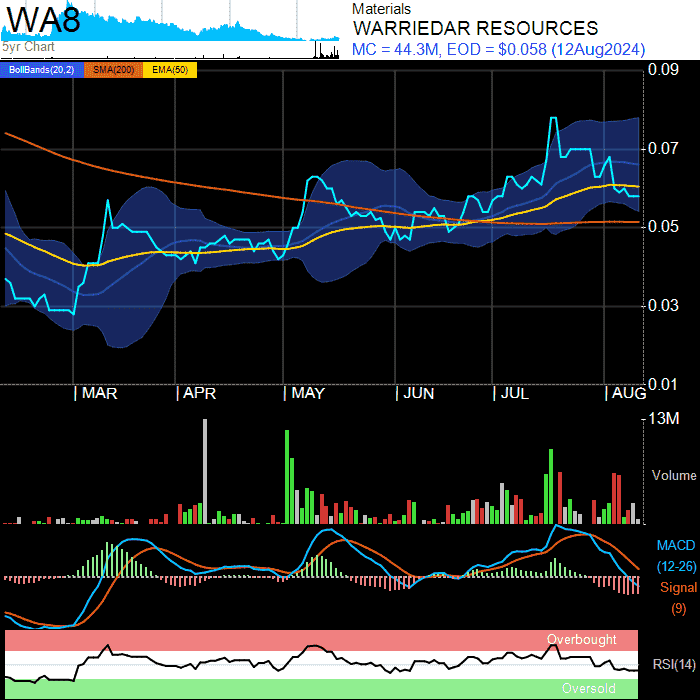 WA8
5yr Chart
Materials
WARRIEDAR RESOURCES
MC = 44.3M, EOD = $0.058 (12Aug2024)
BollBands(20,2) SMA(200) EMA(50)
0.09
0.07
0.05
0.03
0.01
MAR APR MAY JUN JUL AUG
13M
Volume
MACD
(12-26)
Signal
(9)
Overbought
RSI(14)
Oversold